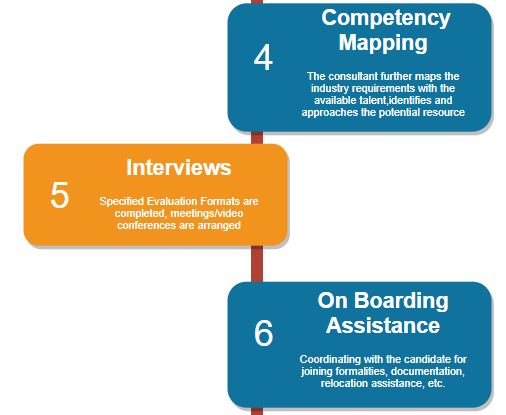 4
Competency
Mapping
The consultant further maps the
industry requirements with the
available talent,identifies and
approaches the potential resource
5
Interviews
Specified Evaluation Formats are
completed, meetings/video
conferences are arranged
6
On Boarding
Assistance
Coordinating with the candidate for
joining formalities, documentation,
relocation assistance, etc.